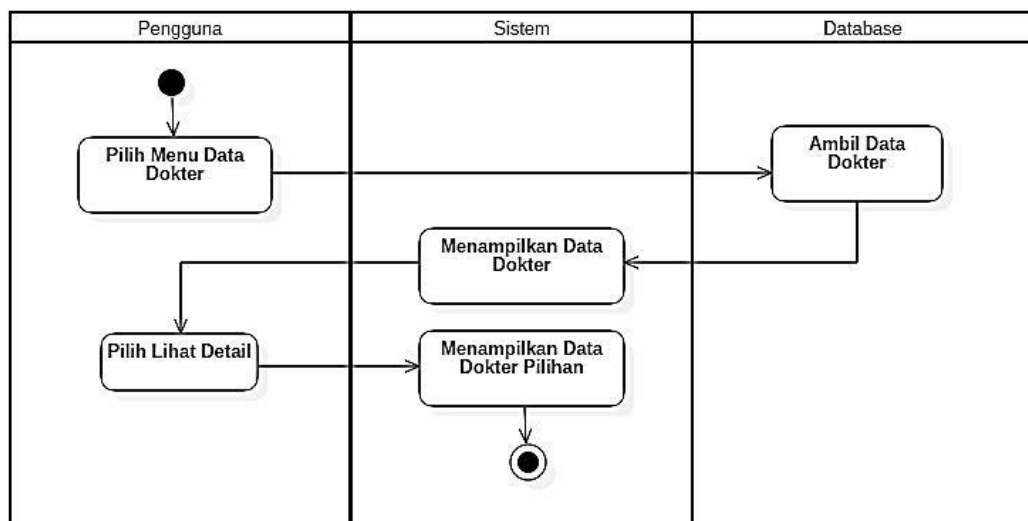 Pengguna
Sistem
Database
Pilih Menu Data
Dokter
Ambil Data
Dokter
Menampilkan Data
Dokter
Pilih Lihat Detail
Menampilkan Data
Dokter Pilihan